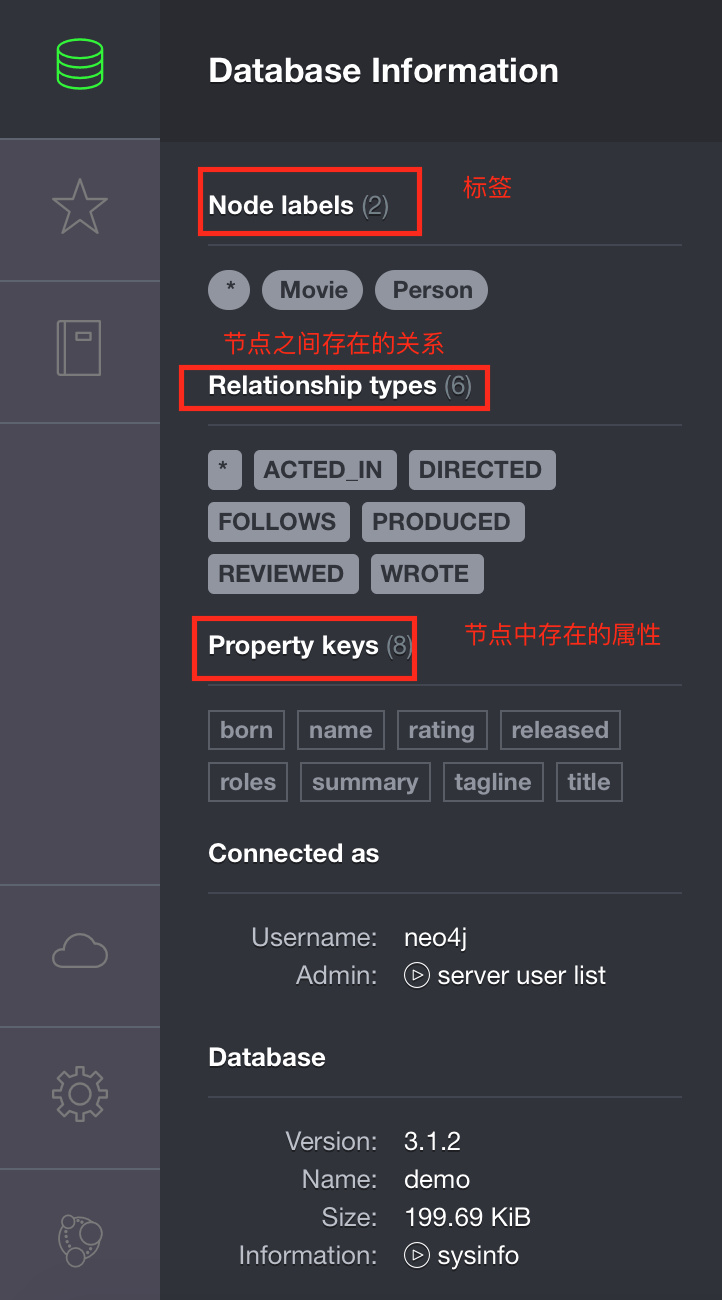 Database Information
Node labels (2)
标签
* Movie Person
节点之间存在的关系
Relationship types (6)
* ACTED_IN DIRECTED
FOLLOWS PRODUCED
REVIEWED WROTE
Property keys (8)
节点中存在的属性
born name rating released
roles summary tagline title
Connected as
Username: neo4j
Admin: server user list
Database
Version: 3.1.2
Name: demo
Size: 199.69 KiB
Information: sysinfo